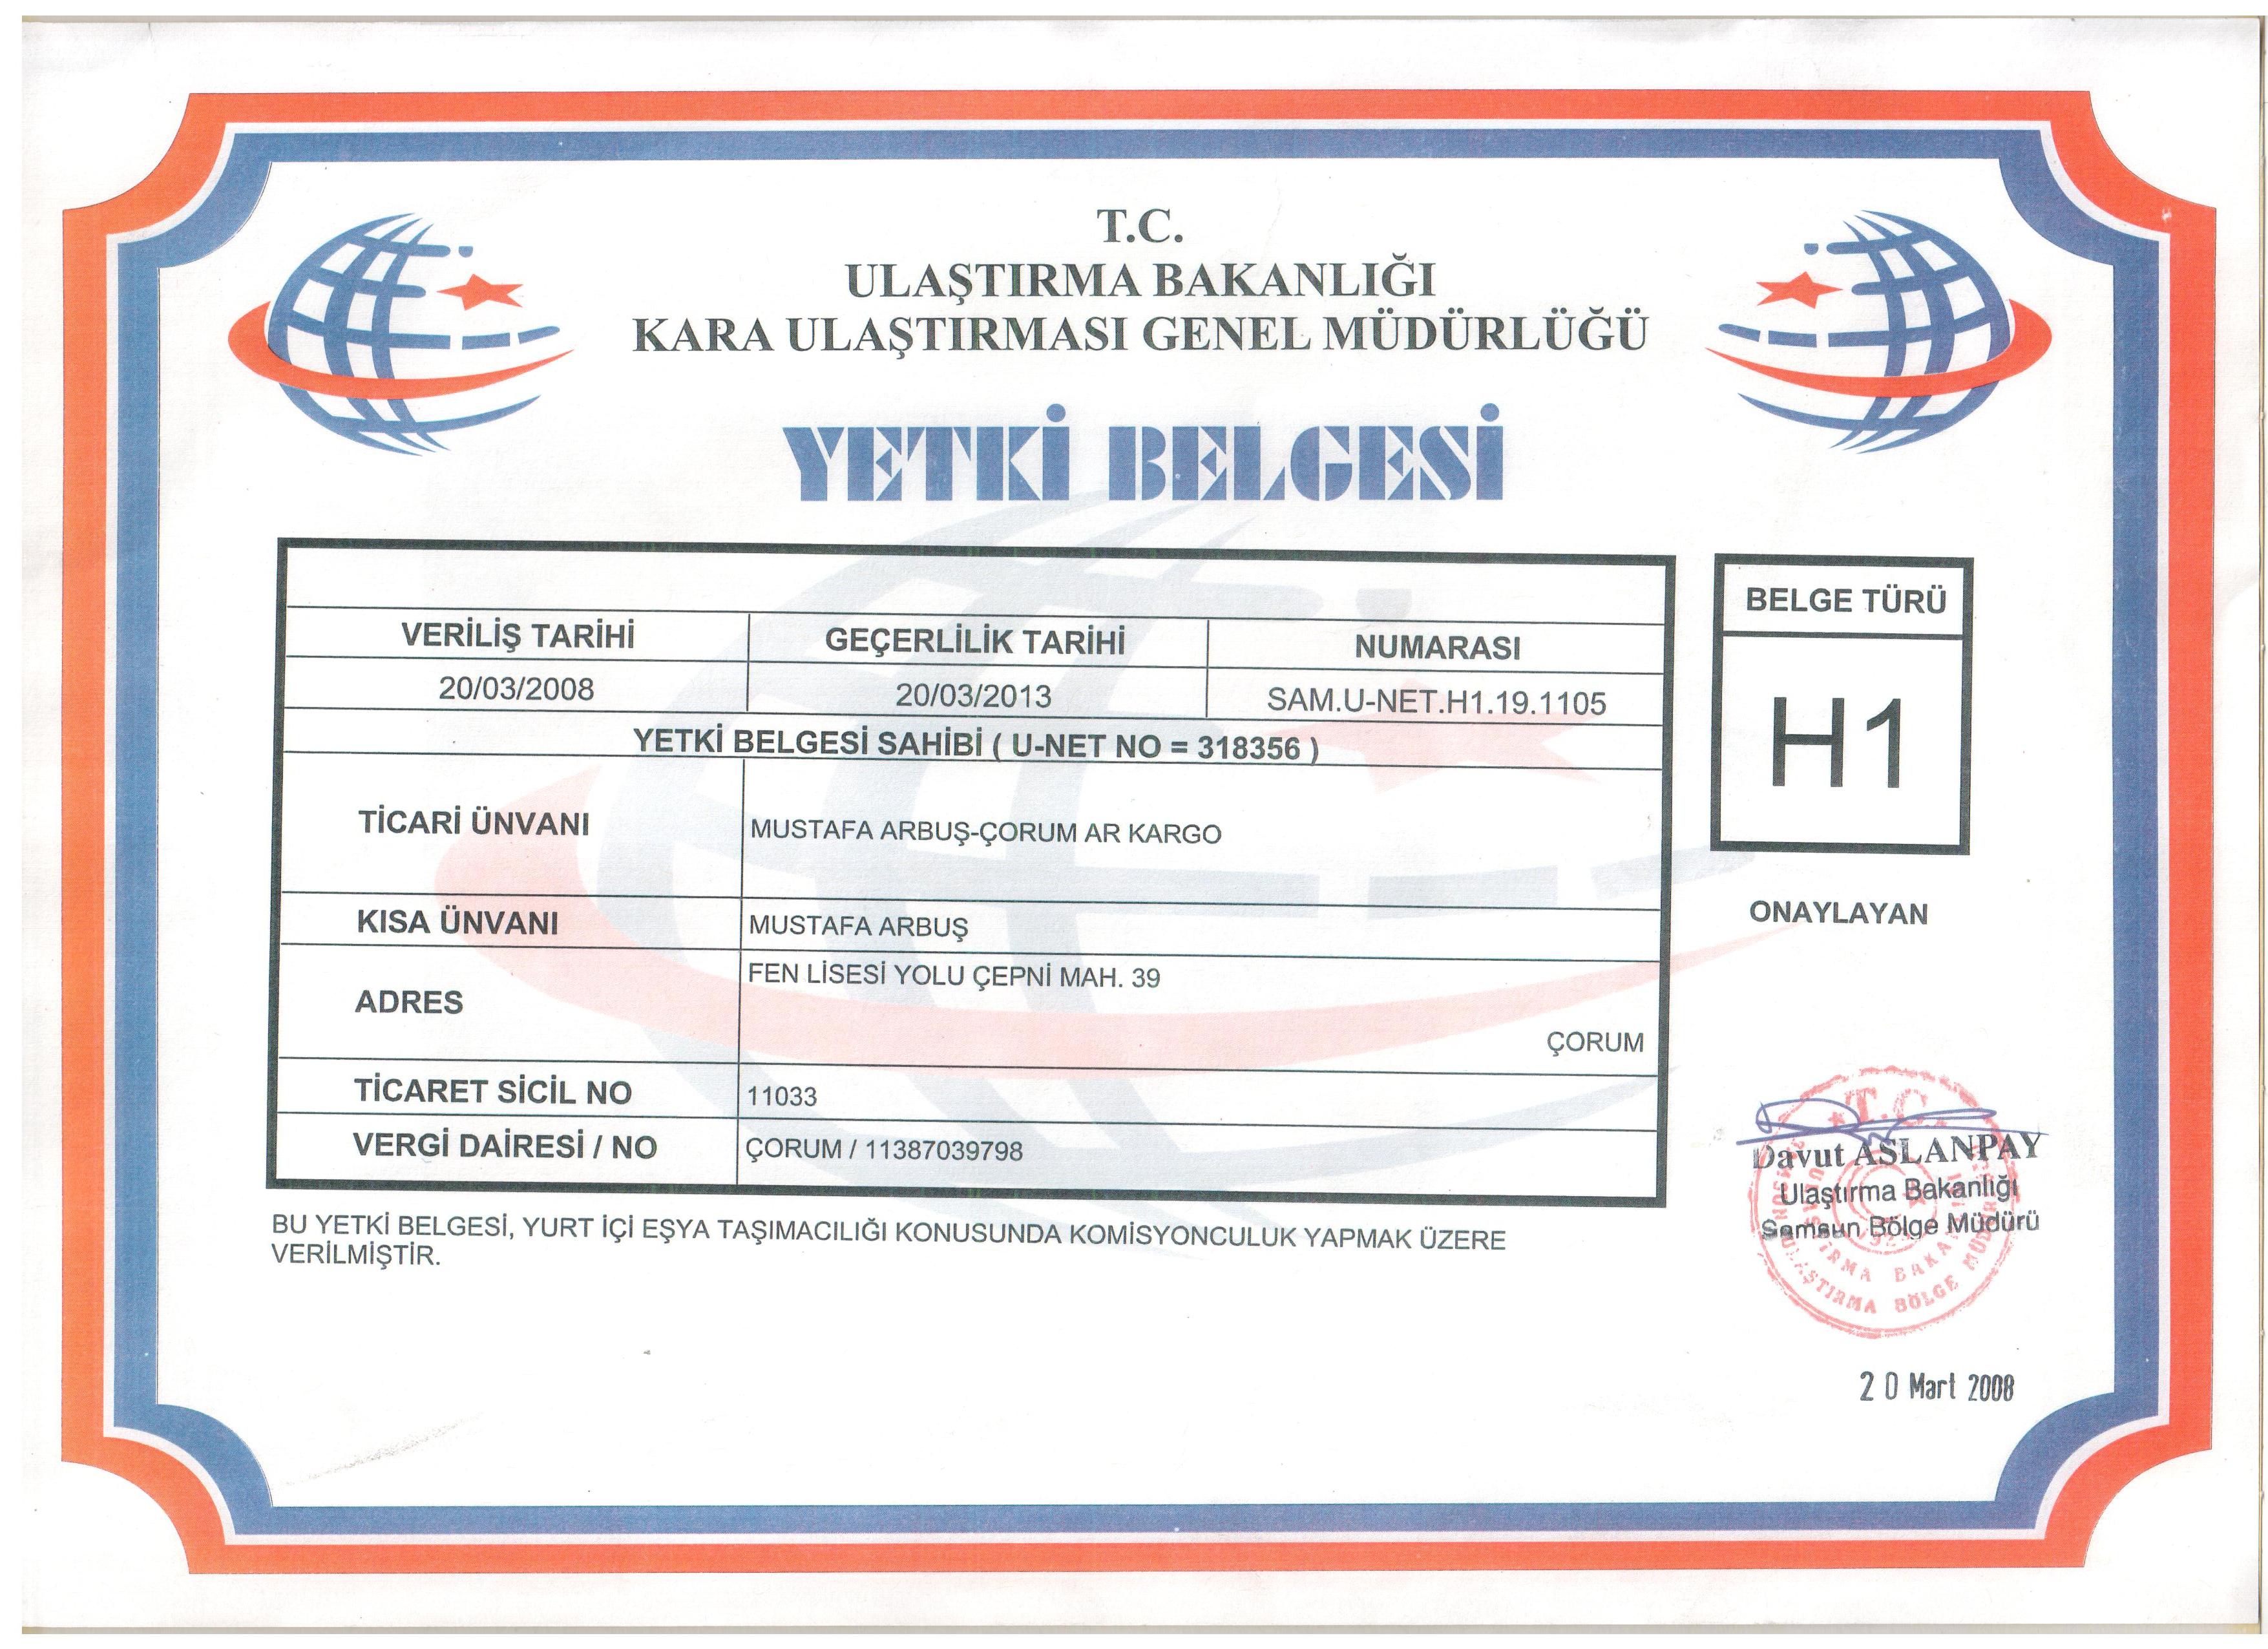 T.C.
ULAŞTIRMA BAKANLIĞI
KARA ULAŞTIRMASI GENEL MÜDÜRLÜĞÜ
YETKİ BELGESİ
VERİLİŞ TARİHİ GEÇERLİLİK TARİHİ NUMARASI
20/03/2008 20/03/2013 SAM.U-NET.H1.19.1105
YETKİ BELGESİ SAHİBİ ( U-NET NO = 318356 )
TİCARİ ÜNVANI MUSTAFA ARBUŞ-ÇORUM AR KARGO
KISA ÜNVANI MUSTAFA ARBUŞ
ADRES FEN LİSESİ YOLU ÇEPNİ MAH. 39
ÇORUM
TİCARET SİCİL NO 11033
VERGİ DAİRESİ / NO ÇORUM / 11387039798
BU YETKİ BELGESİ, YURT İÇİ EŞYA TAŞIMACILIĞI KONUSUNDA KOMİSYONCULUK YAPMAK ÜZERE
VERİLMİŞTİR.
BELGE TÜRÜ
H1
ONAYLAYAN
T.C.
Davut ASLANPAY
Ulaştırma Bakanlığı
Samsun Bölge Müdürü
20 Mart 2008